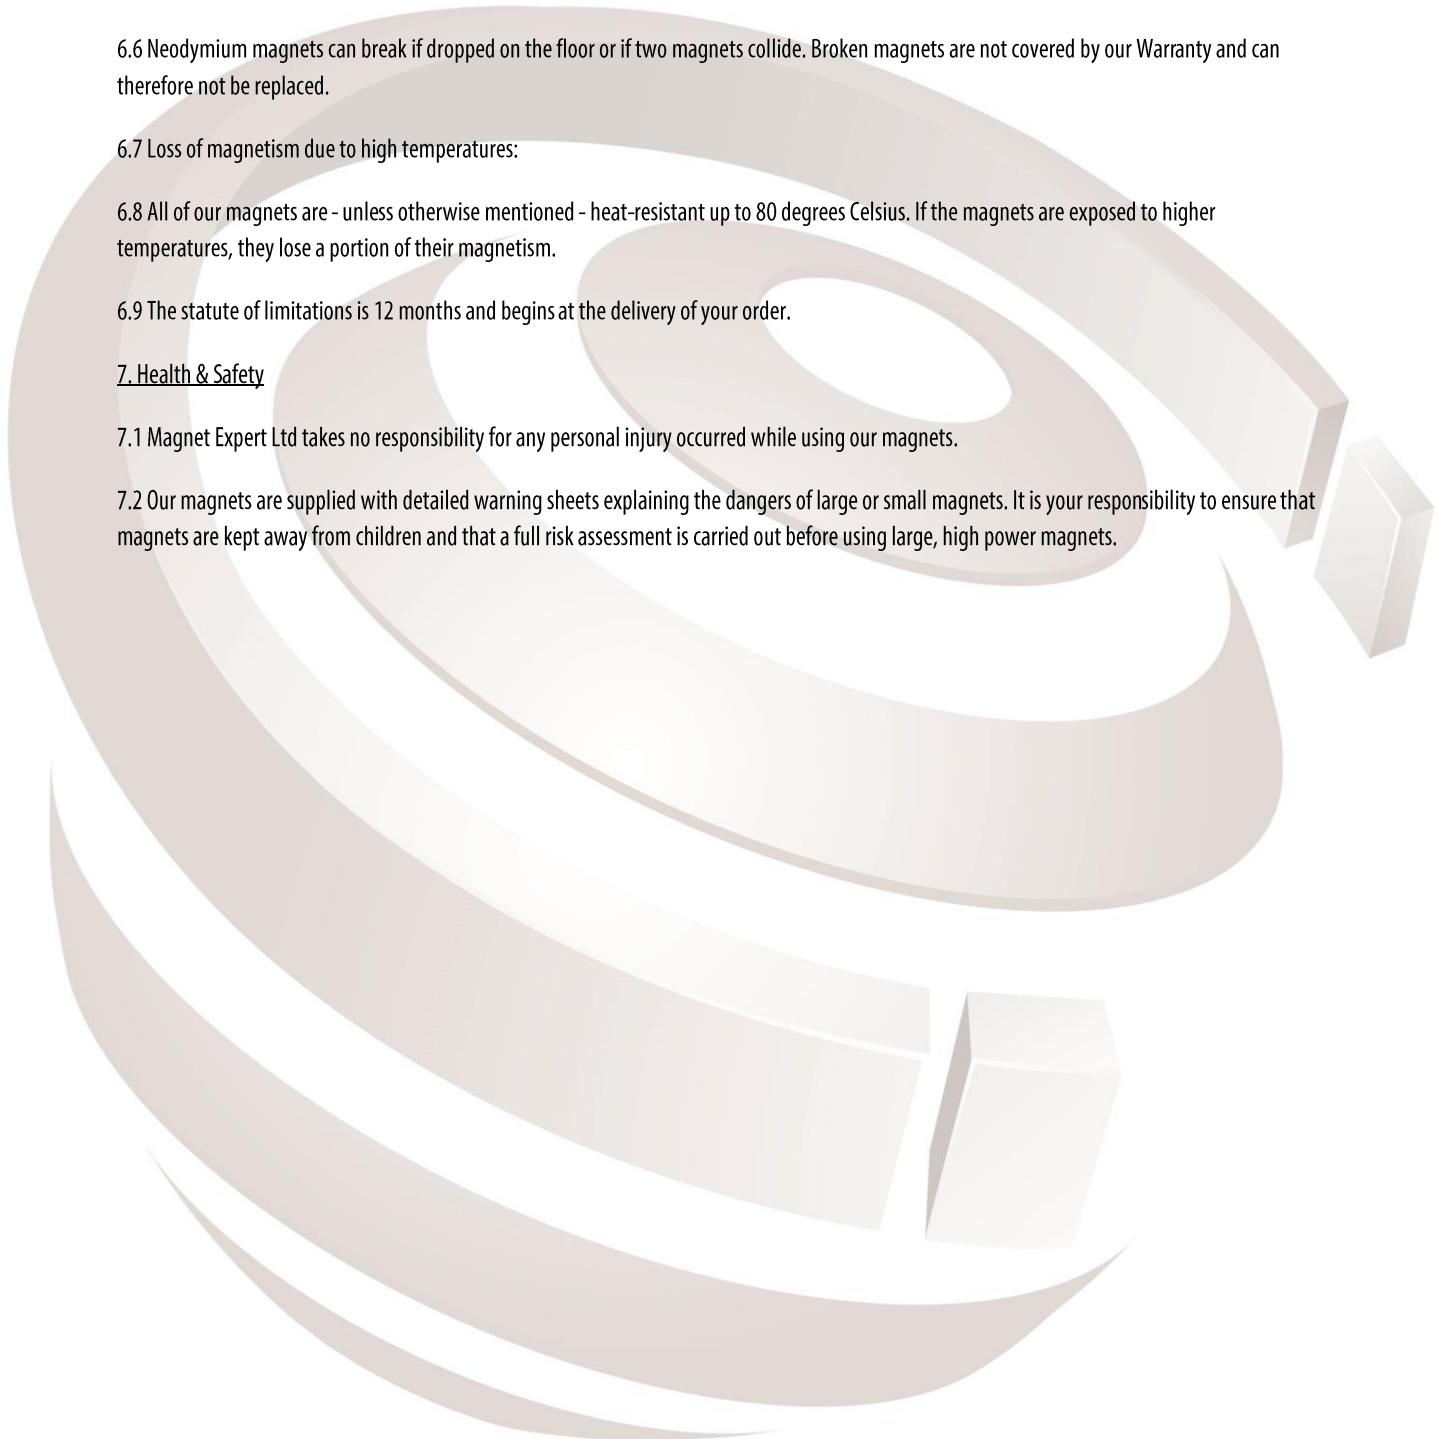 6.6 Neodymium magnets can break if dropped on the floor or if two magnets collide. Broken magnets are not covered by our Warranty and can
therefore not be replaced.
6.7 Loss of magnetism due to high temperatures:
6.8 All of our magnets are - unless otherwise mentioned - heat-resistant up to 80 degrees Celsius. If the magnets are exposed to higher
temperatures, they lose a portion of their magnetism.
6.9 The statute of limitations is 12 months and begins at the delivery of your order.
7. Health & Safety
7.1 Magnet Expert Ltd takes no responsibility for any personal injury occurred while using our magnets.
7.2 Our magnets are supplied with detailed warning sheets explaining the dangers of large or small magnets. It is your responsibility to ensure that
magnets are kept away from children and that a full risk assessment is carried out before using large, high power magnets.